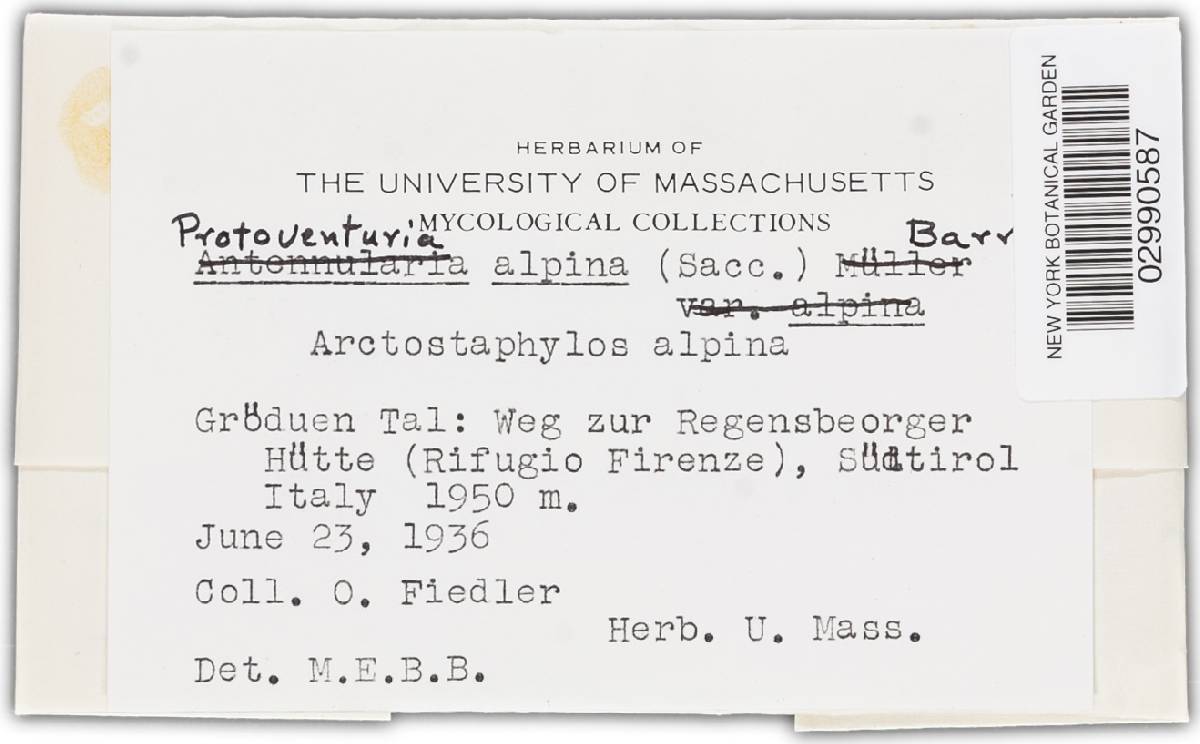 HERBARIUM OF
THE UNIVERSITY OF MASSACHUSETTS
MYCOLOGICAL COLLECTIONS
Protoventuria Barr
Antennularia alpina (Sacc.) Müller
var. alpina
Arctostaphylos alpina
Gröduen Tal: Weg zur Regensbeorger
Hütte (Rifugio Firenze), Südtirol
Italy 1950 m.
June 23, 1936
Coll. O. Fiedler
Herb. U. Mass.
Det. M.E.B.B.
NEW YORK BOTANICAL GARDEN
02990587